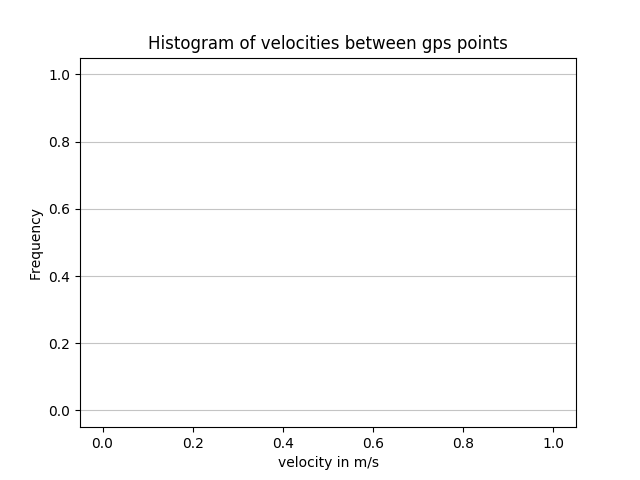 Histogram of velocities between gps points
1.0
0.8
0.6
0.4
0.2
0.0
Frequency
0.0 0.2 0.4 0.6 0.8 1.0
velocity in m/s